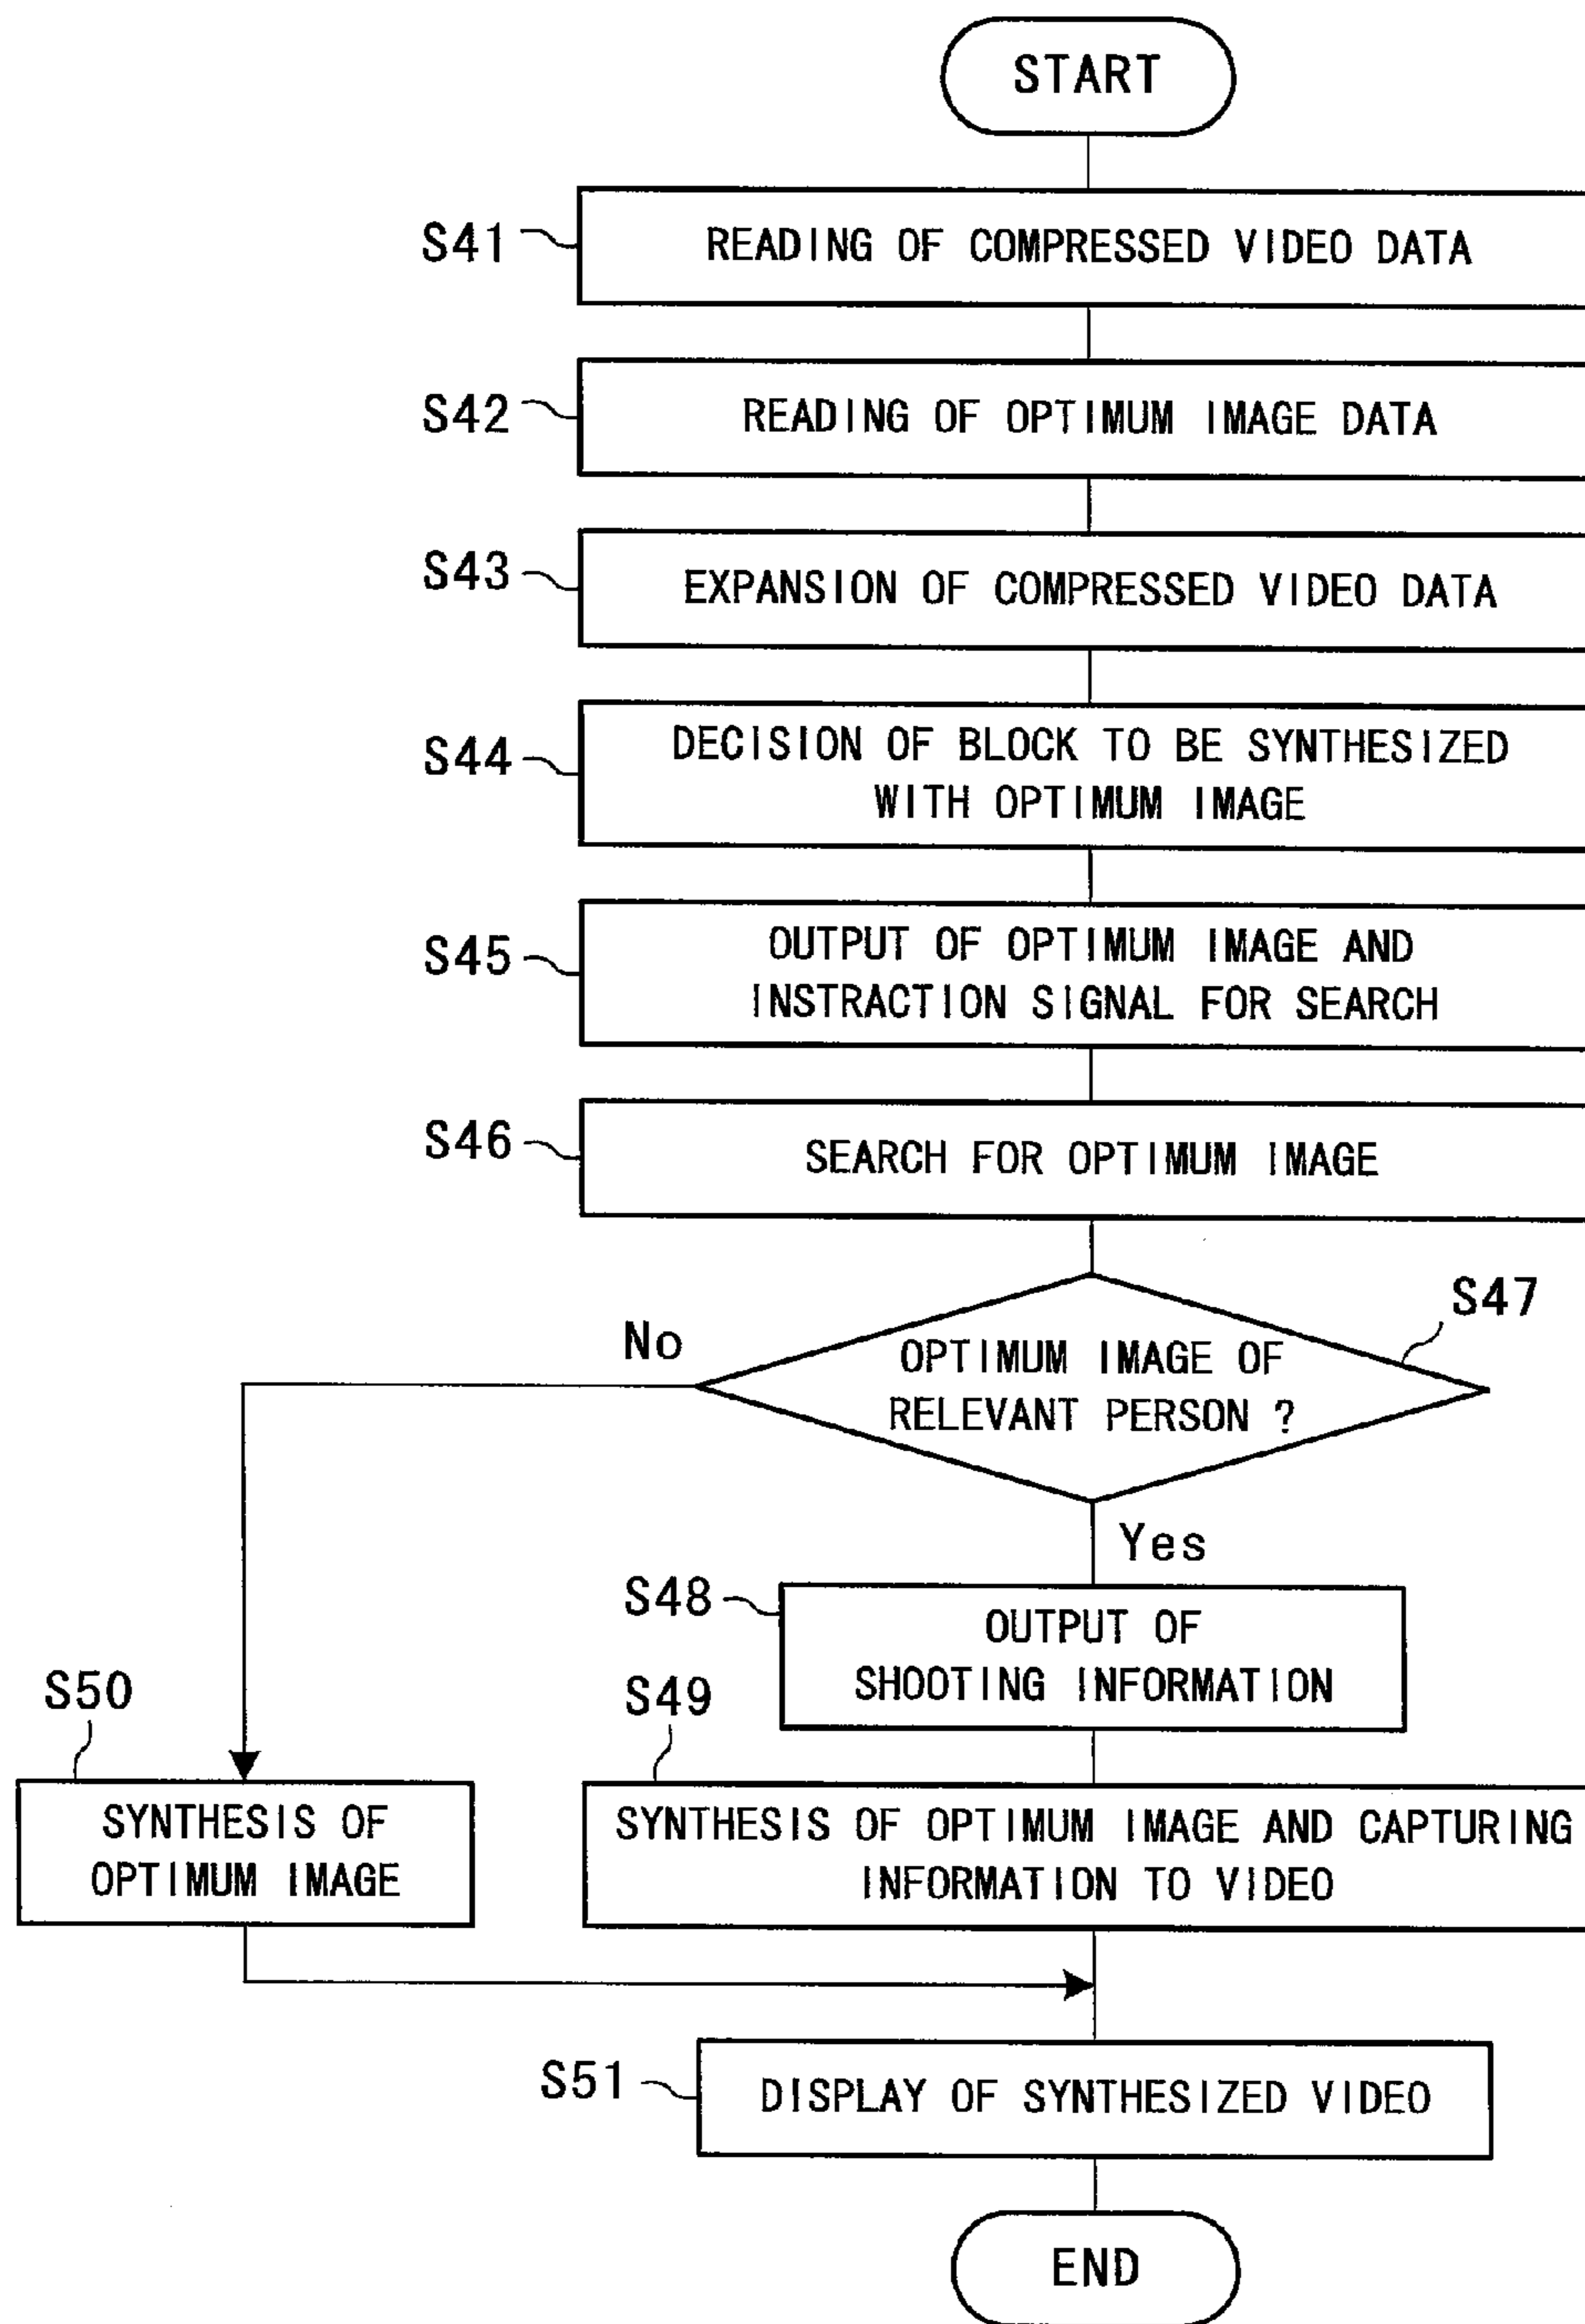 START
S41
READING OF COMPRESSED VIDEO DATA
S42
READING OF OPTIMUM IMAGE DATA
S43
EXPANSION OF COMPRESSED VIDEO DATA
S44
DECISION OF BLOCK TO BE SYNTHESIZED
WITH OPTIMUM IMAGE
S45
OUTPUT OF OPTIMUM IMAGE AND
INSTRACTION SIGNAL FOR SEARCH
S46
SEARCH FOR OPTIMUM IMAGE
S47
No
OPTIMUM IMAGE OF
RELEVANT PERSON ?
Yes
S48
OUTPUT OF
SHOOTING INFORMATION
S50
SYNTHESIS OF
OPTIMUM IMAGE
S49
SYNTHESIS OF OPTIMUM IMAGE AND CAPTURING
INFORMATION TO VIDEO
S51
DISPLAY OF SYNTHESIZED VIDEO
END